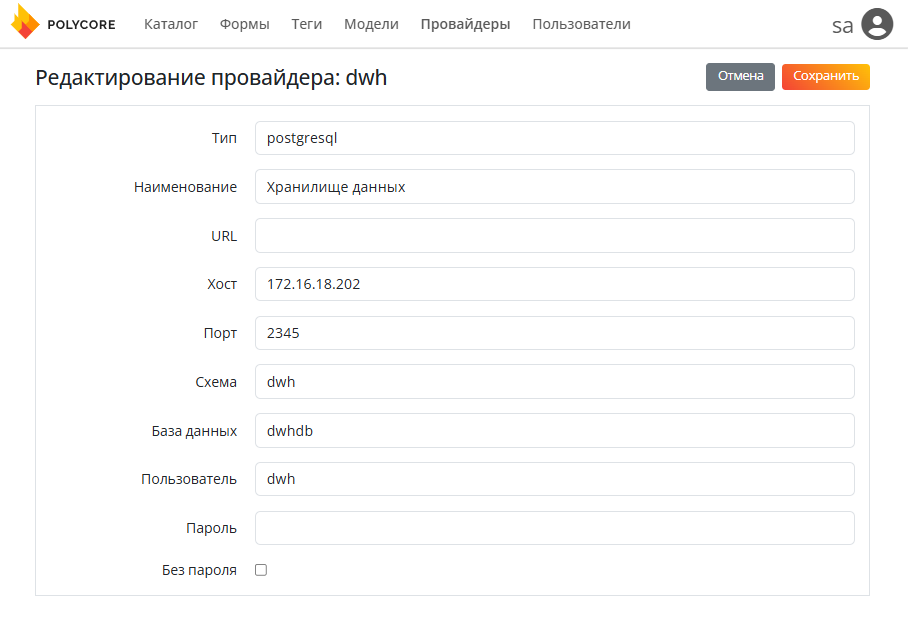 POLYCORE Каталог Формы Теги Модели Провайдеры Пользователи sa
Редактирование провайдера: dwh Отмена Сохранить
Тип postgresql
Наименование Хранилище данных
URL
Хост 172.16.18.202
Порт 2345
Схема dwh
База данных dwhdb
Пользователь dwh
Пароль
Без пароля